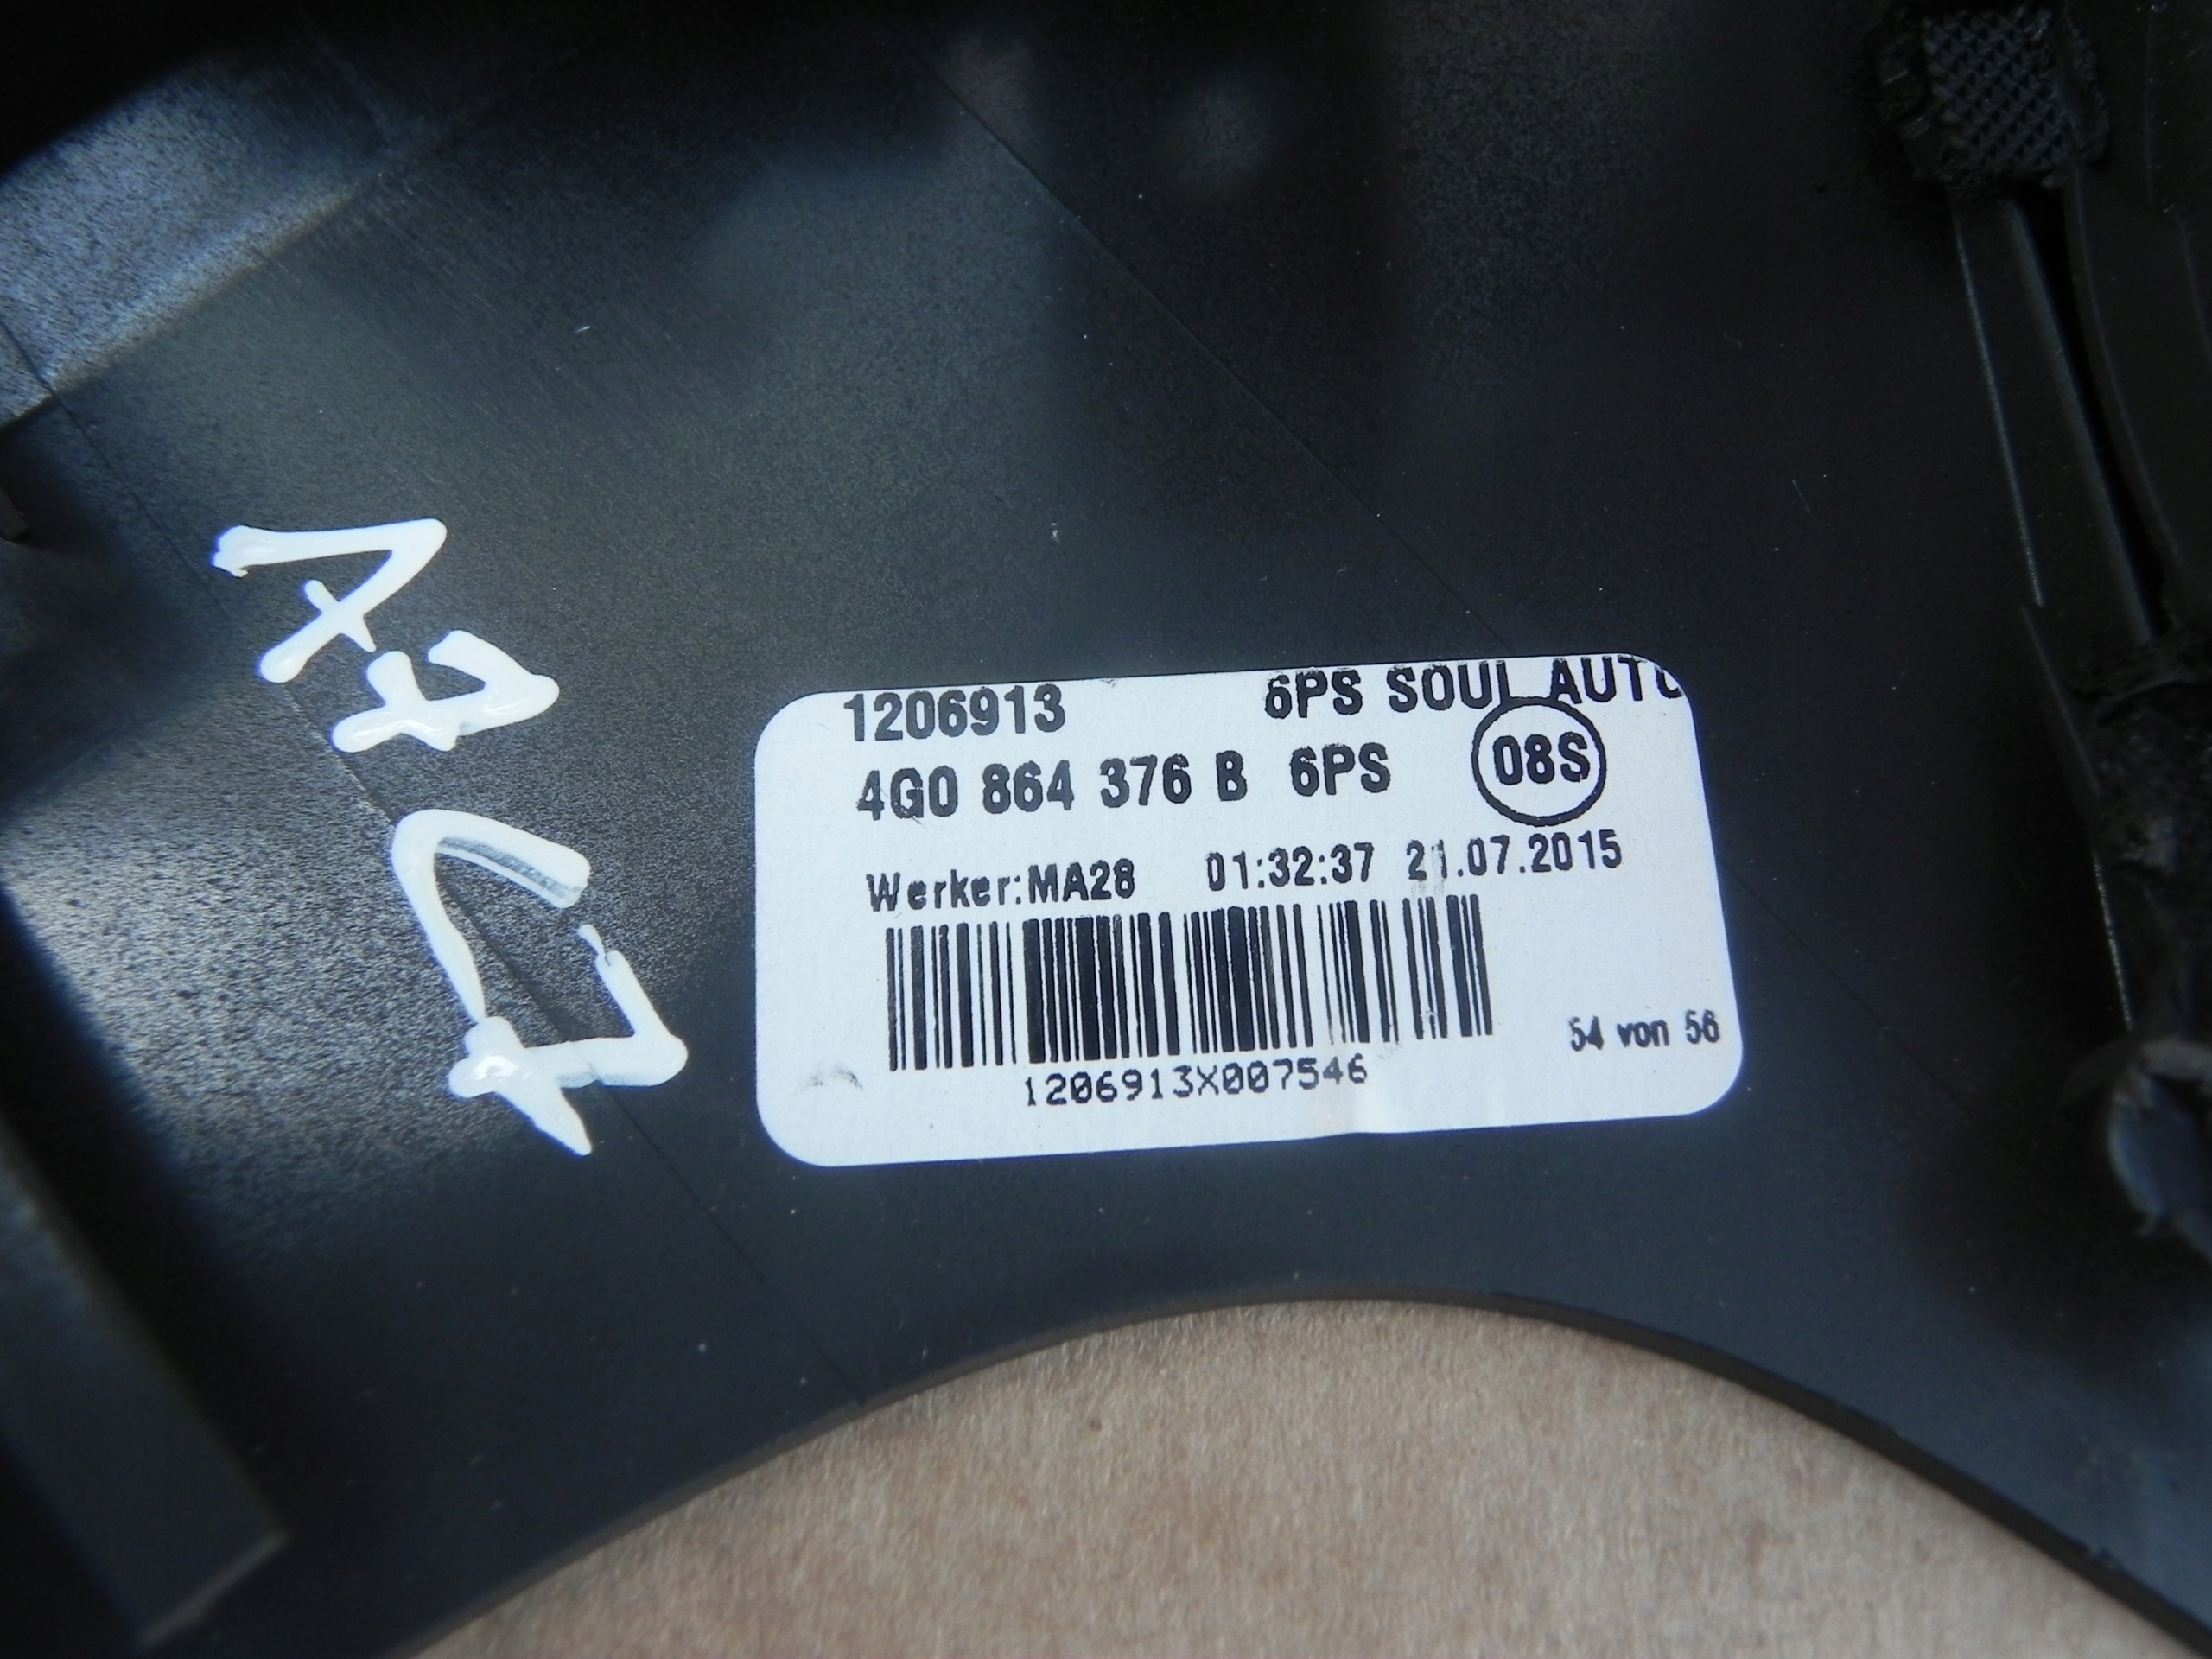 A7 C7
1206913 6PS SOUL AUTO
4G0 864 376 B 6PS 08S
Werker:MA28 01:32:37 21.07.2015
1206913X007546
54 von 56